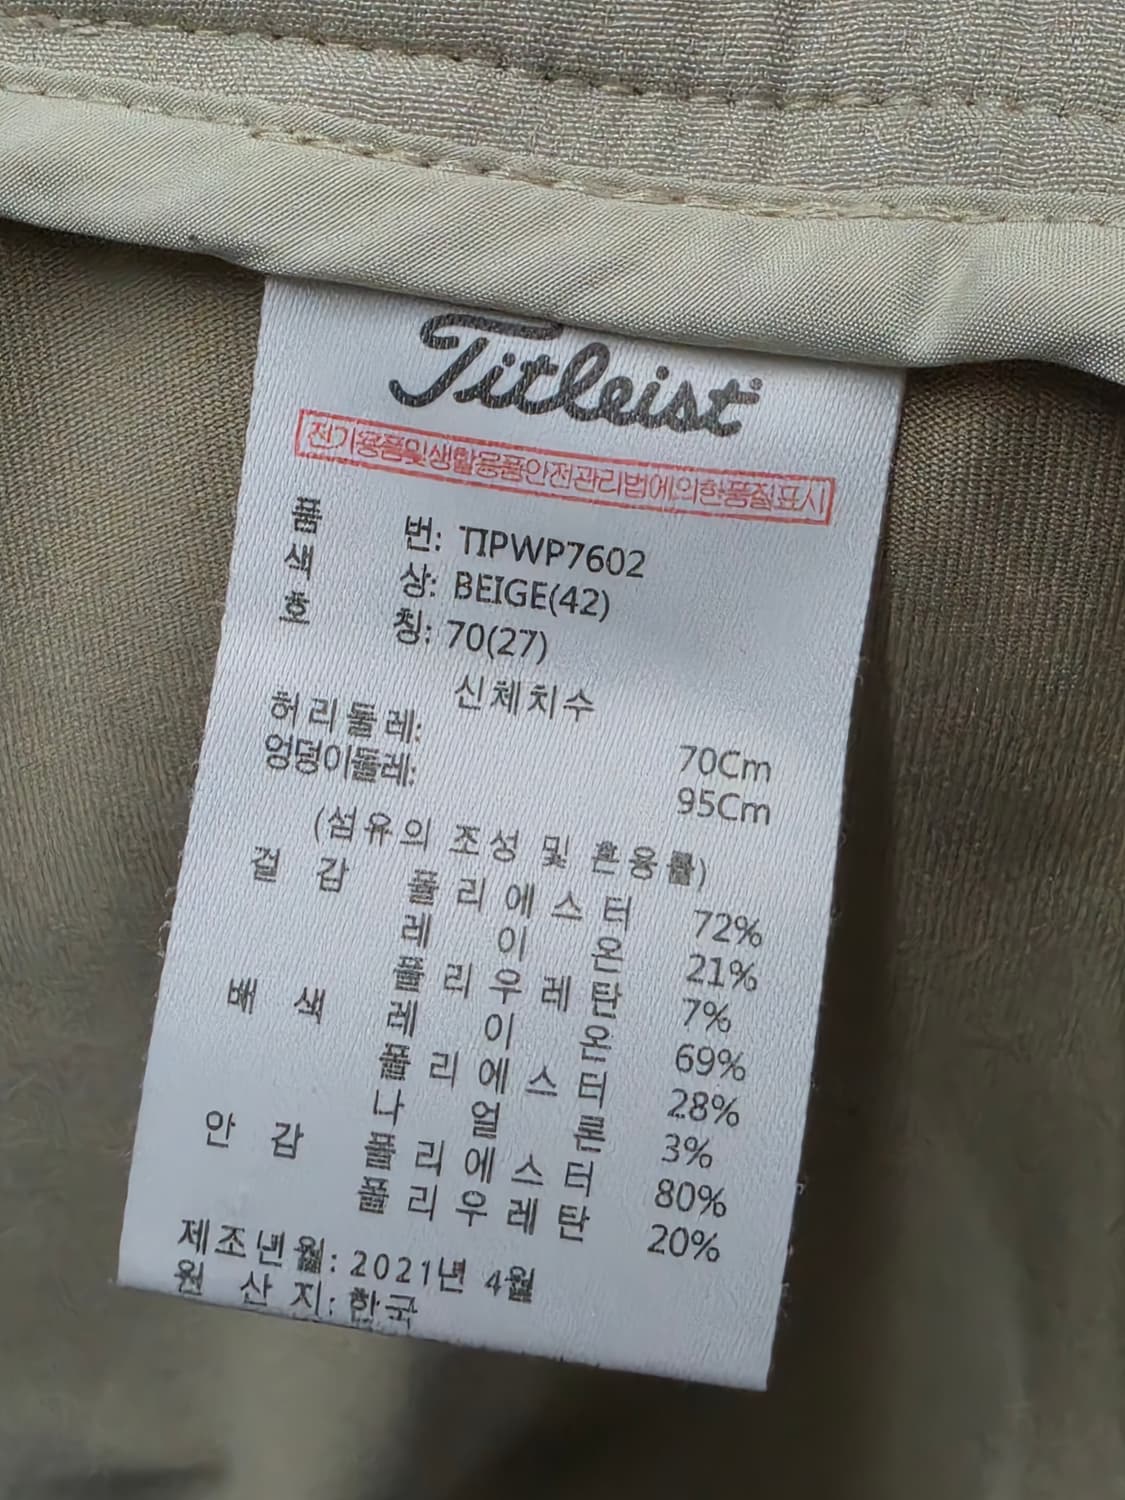 Titleist
전기용품및생활용품안전관리법에의한품질표시
품 번: TIPWP7602
색 상: BEIGE(42)
호 칭: 70(27)
신체치수
허리둘레: 70Cm
엉덩이둘레: 95Cm
(섬유의 조성 및 혼용률)
겉 감 폴리에스터 72%
레이온 21%
폴리우레탄 7%
배 색 레이온 69%
폴리에스터 28%
나일론 3%
안 감 폴리에스터 80%
폴리우레탄 20%
제조년월: 2021년 4월
원 산 지: 한국